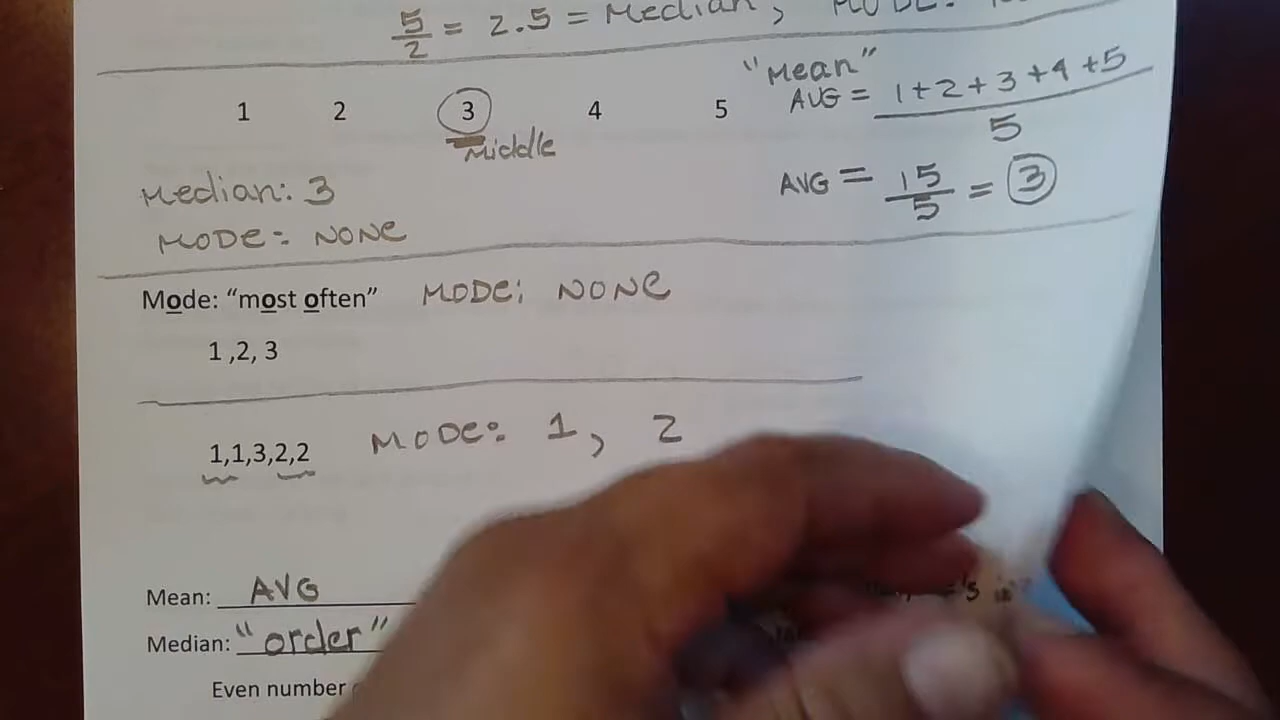 5/2 = 2.5 = Median, MODE:
1 2 3 4 5
Middle
"Mean"
AVG = 1+2+3+4+5 / 5
AVG = 15/5 = 3
Median: 3
MODE: NONE
Mode: "most often" MODE: NONE
1 ,2, 3
1,1,3,2,2 MODE: 1, 2
Mean: AVG
Median: "order"
Even number